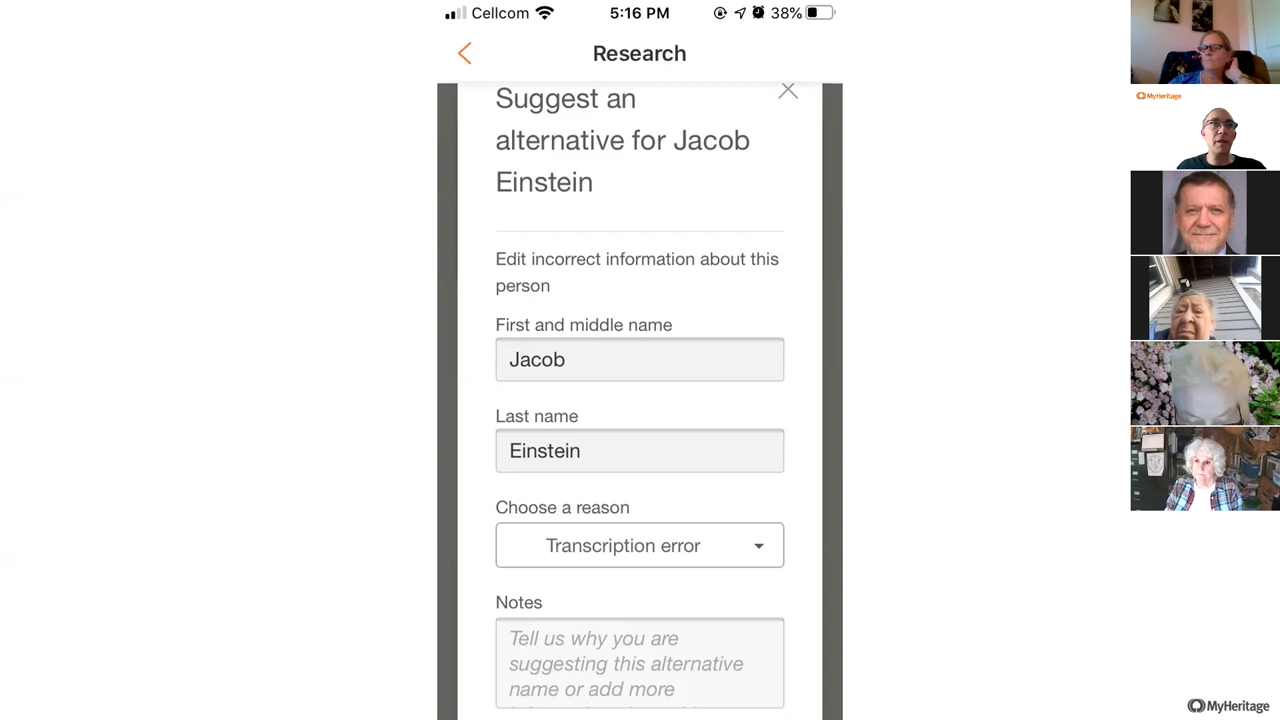 Cellcom
5:16 PM
38%
Research
Suggest an
alternative for Jacob
Einstein
Edit incorrect information about this
person
First and middle name
Jacob
Last name
Einstein
Choose a reason
Transcription error
Notes
Tell us why you are
suggesting this alternative
name or add more
MyHeritage
MyHeritage